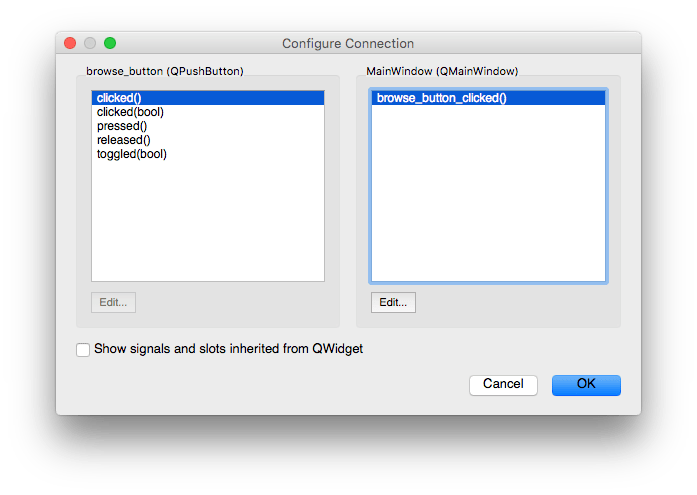 Configure Connection
browse_button (QPushButton)
clicked()
clicked(bool)
pressed()
released()
toggled(bool)
Edit...
MainWindow (QMainWindow)
browse_button_clicked()
Edit...
Show signals and slots inherited from QWidget
Cancel
OK